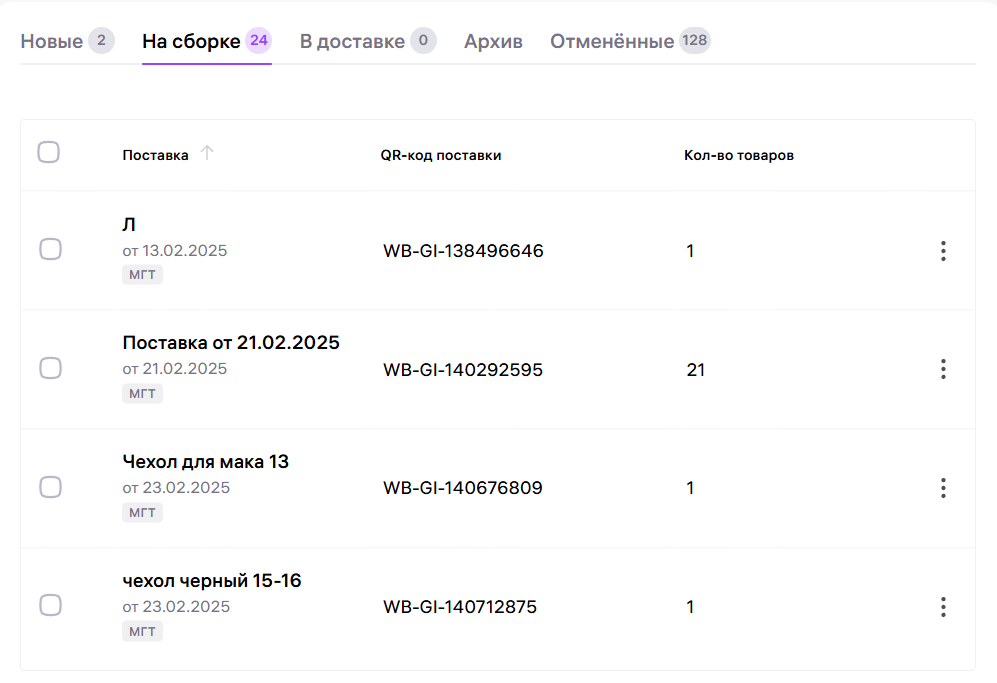 Новые 2 На сборке 24 В доставке 0 Архив Отменённые 128
Поставка QR-код поставки Кол-во товаров
Л
от 13.02.2025
WB-GI-138496646 1
МГТ
Поставка от 21.02.2025
от 21.02.2025
WB-GI-140292595 21
МГТ
Чехол для мака 13
от 23.02.2025
WB-GI-140676809 1
МГТ
чехол черный 15-16
от 23.02.2025
WB-GI-140712875 1
МГТ